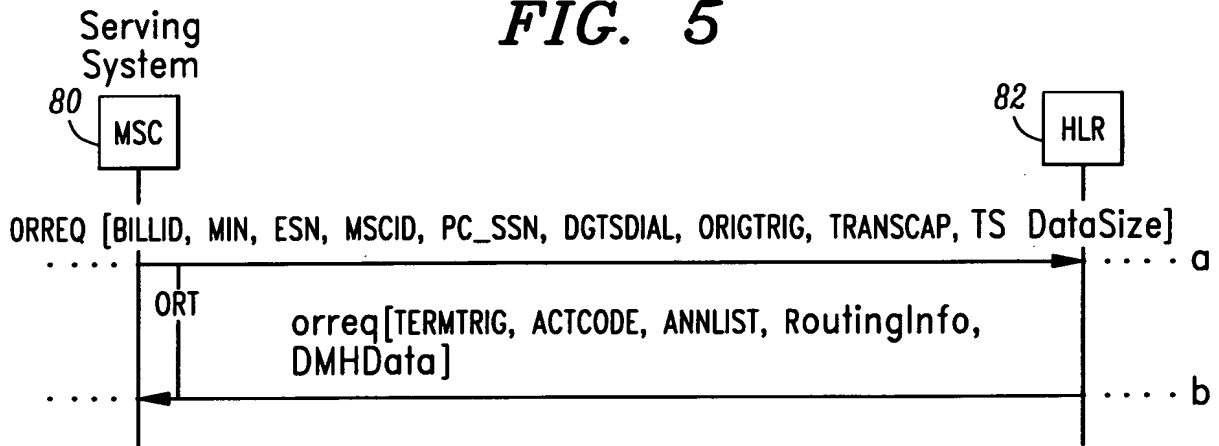 FIG. 5
Serving
System
80
MSC
82
HLR
ORREQ [BILLID, MIN, ESN, MSCID, PC_SSN, DGTSDIAL, ORIGTRIG, TRANSCAP, TS DataSize]
a
ORT
orreq[TERMTRIG, ACTCODE, ANNLIST, RoutingInfo,
DMHData]
b